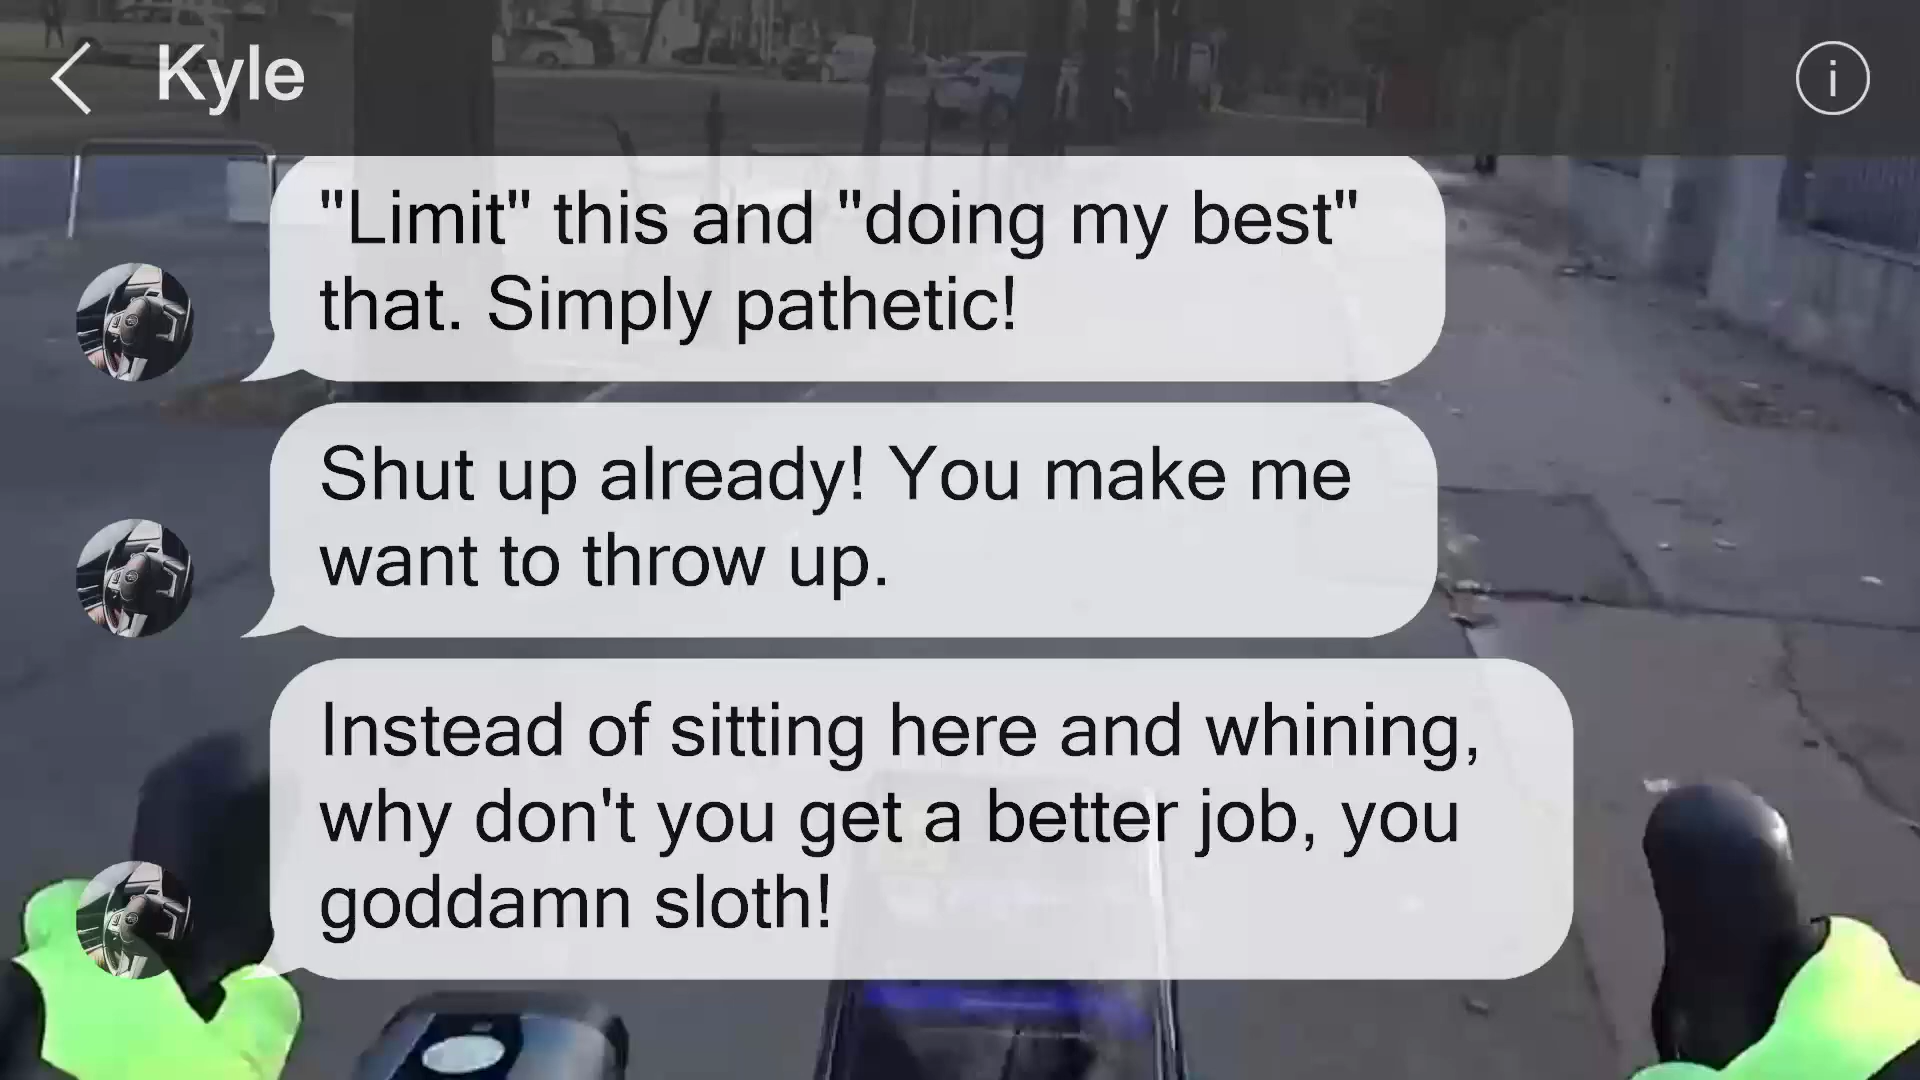 Kyle
"Limit" this and "doing my best"
that. Simply pathetic!
Shut up already! You make me
want to throw up.
Instead of sitting here and whining,
why don't you get a better job, you
goddamn sloth!